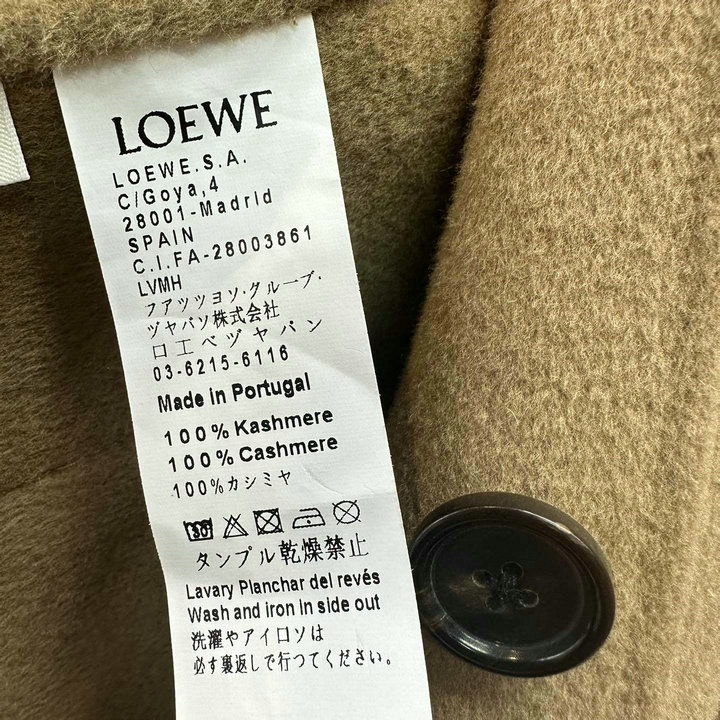 LOEWE
LOEWE.S.A.
C/Goya,4
28001-Madrid
SPAIN
C.I.FA-28003861
LVMH
フアツツヨソ·グループ·
ヅヤパソ株式会社
口エベヅヤパン
03-6215-6116
Made in Portugal
100%Kashmere
100%Cashmere
100%カシミヤ
30
タンプル乾燥禁止
Lavary Planchar del revés
Wash and iron in side out
洗濯やアイロソは
必ず裏返しで行つてください。